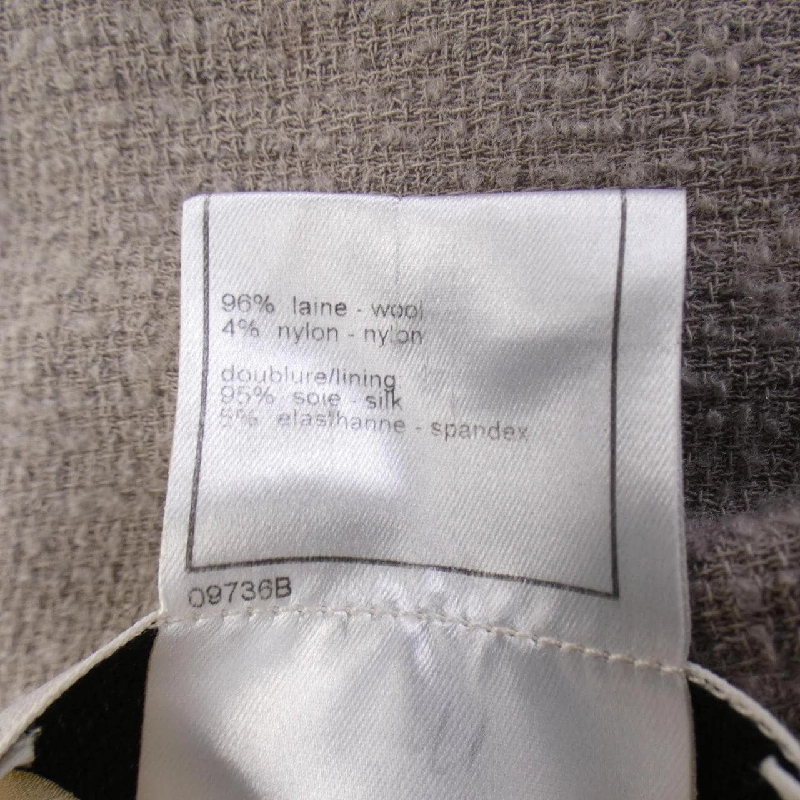 96% laine - wool
4% nylon - nylon
doublure/lining
95% soie - silk
5% elasthanne - spandex
09736B